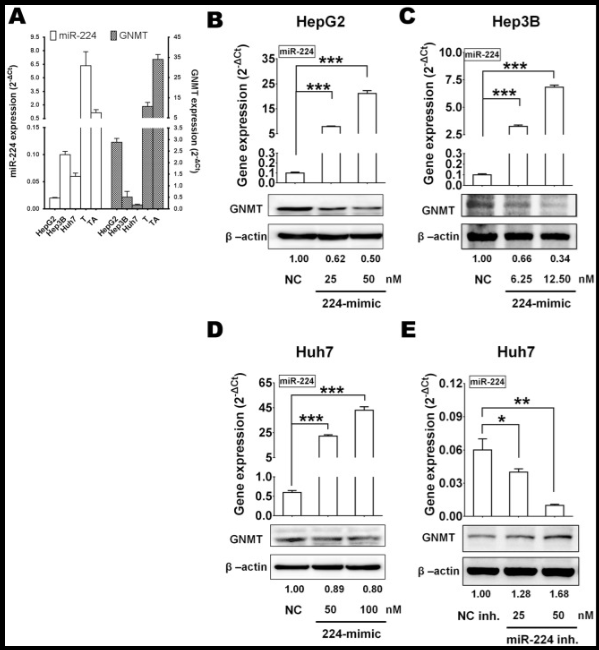 A
miR-224 GNMT
miR-224 expression (2-ΔCt)
9.5
8.0
6.5
5.0
3.5
2.0
0.5
0.10
0.05
0.00
GNMT expression (2-ΔCt)
45
35
25
15
5
3.5
3.0
2.5
2.0
1.5
1.0
0.5
0.0
HepG2 Hep3B Huh7 T TA HepG2 Hep3B Huh7 T TA
B
HepG2
miR-224
Gene expression (2-ΔCt)
35
25
15
5
0.3
0.2
0.1
0.0
***
***
GNMT
β –actin
1.00 0.62 0.50
NC 25 50 nM
224-mimic
C
Hep3B
miR-224
Gene expression (2-ΔCt)
10.0
7.5
5.0
2.5
0.3
0.2
0.1
0.0
***
***
GNMT
β –actin
1.00 0.66 0.34
NC 6.25 12.50 nM
224-mimic
D
Huh7
miR-224
Gene expression (2-ΔCt)
65
45
25
5
1.0
0.5
0.0
***
***
GNMT
β –actin
1.00 0.89 0.80
NC 50 100 nM
224-mimic
E
Huh7
miR-224
Gene expression (2-ΔCt)
0.12
0.09
0.06
0.03
0.00
**
*
GNMT
β –actin
1.00 1.28 1.68
NC inh. 25 50 nM
miR-224 inh.